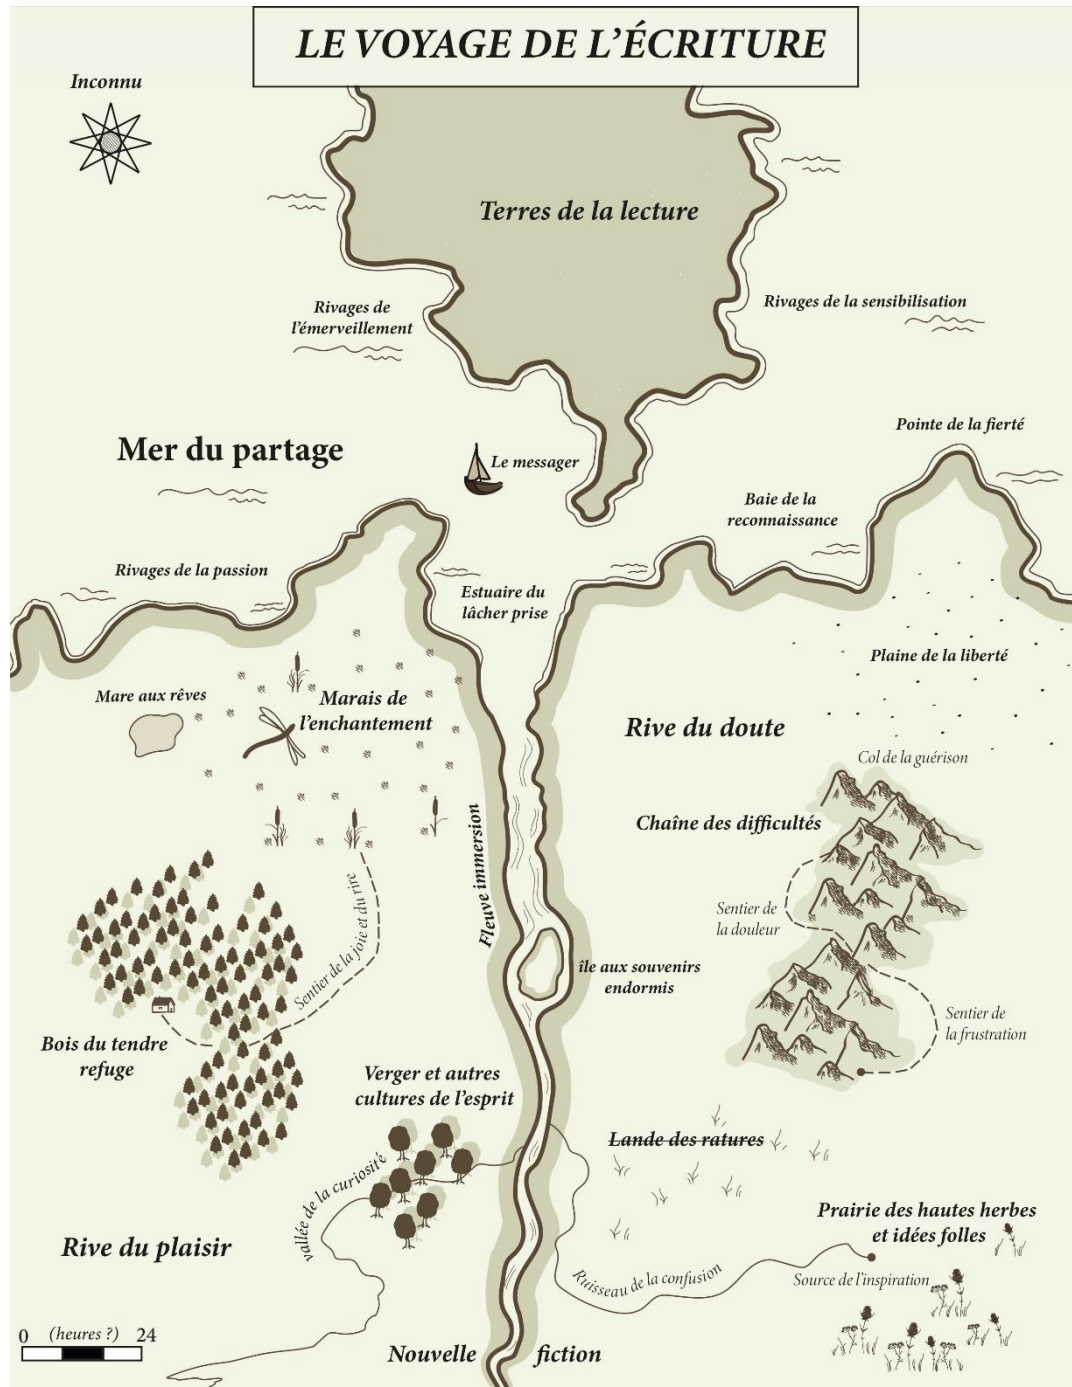 LE VOYAGE DE L'ÉCRITURE
Inconnu
Terres de la lecture
Rivages de
l'émerveillement
Rivages de la sensibilisation
Mer du partage
Le messager
Pointe de la fierté
Baie de la
reconnaissance
Rivages de la passion
Estuaire du
lâcher prise
Plaine de la liberté
Mare aux rêves
Marais de
l'enchantement
Rive du doute
Col de la guérison
Chaîne des difficultés
Fleuve immersion
Sentier de la joie et du rire
Sentier de
la douleur
île aux souvenirs
endormis
Sentier de
la frustration
Bois du tendre
refuge
Verger et autres
cultures de l'esprit
Lande des ratures
vallée de la curiosité
Prairie des hautes herbes
et idées folles
Rive du plaisir
Ruisseau de la confusion
Source de l'inspiration
0 (heures ?) 24
Nouvelle fiction